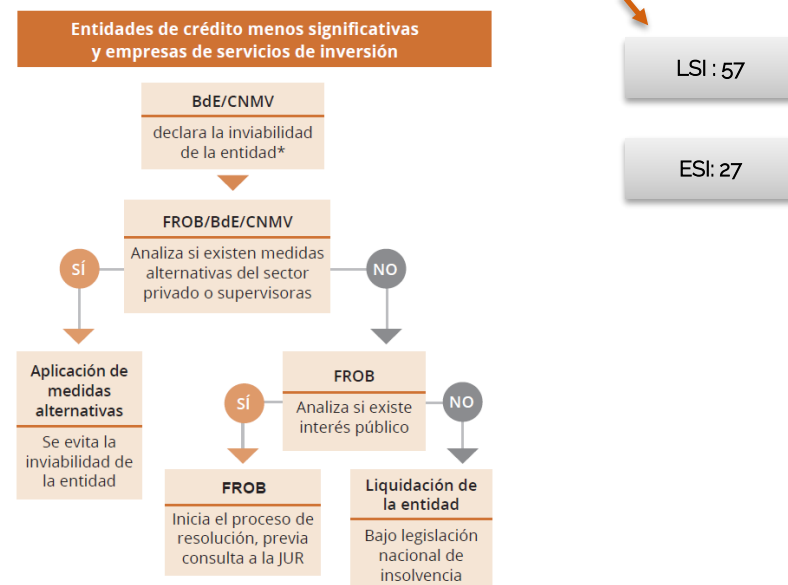 Entidades de crédito menos significativas
y empresas de servicios de inversión
LSI : 57
ESI: 27
BdE/CNMV
declara la inviabilidad
de la entidad*
FROB/BdE/CNMV
Analiza si existen medidas
alternativas del sector
privado o supervisoras
SÍ
NO
Aplicación de
medidas
alternativas
Se evita la
inviabilidad de
la entidad
FROB
Analiza si existe
interés público
SÍ
NO
FROB
Inicia el proceso de
resolución, previa
consulta a la JUR
Liquidación de
la entidad
Bajo legislación
nacional de
insolvencia